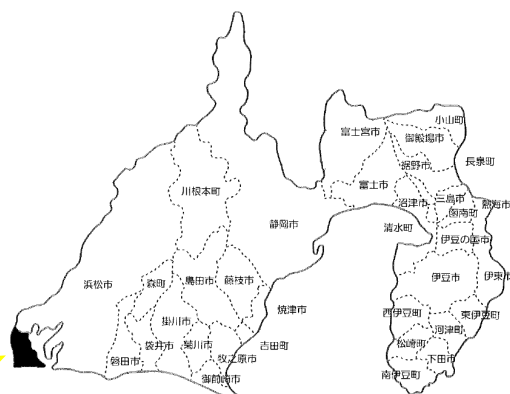 小山町
富士宮市
御殿場市
長泉町
裾野市
富士市
川根本町
沼津市
三島市
熱海市
函南町
静岡市
清水町
伊豆の国市
伊豆市
伊東市
浜松市
森町
島田市
藤枝市
焼津市
西伊豆町
東伊豆町
掛川市
河津町
松崎町
吉田町
袋井市
菊川市
磐田市
牧之原市
下田市
御前崎市
南伊豆町